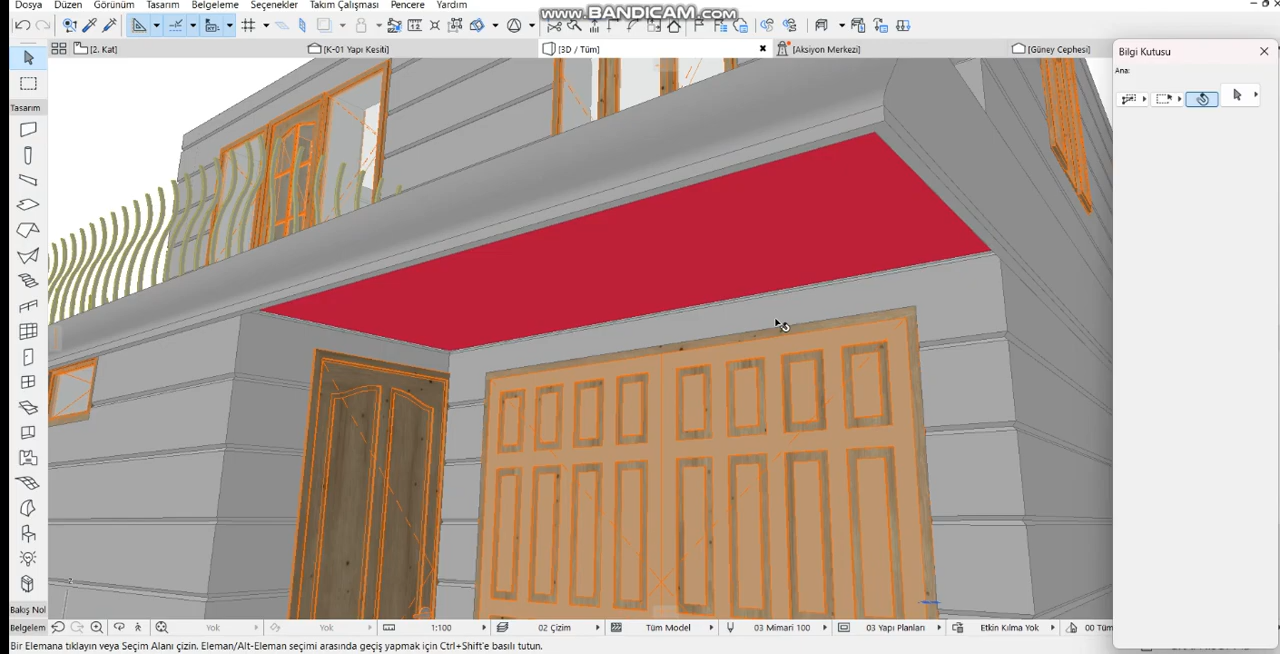 Dosya Düzen Görünüm Tasarım Belgeleme Seçenekler Takım Çalışması Pencere Yardım
www.BANDICAM.com
[2. Kat] [K-01 Yapı Kesiti] [3D / Tüm] [Aksiyon Merkezi] [Güney Cephesi]
Bilgi Kutusu
Ana:
Tasarım
Bakış Nol
Belgelem
Yok Yok 1:100 02 Çizim Tüm Model 03 Mimari 100 03 Yapı Planları Etkin Kılma Yok 00 Tüm
Bir Elemana tıklayın veya Seçim Alanı çizin. Eleman/Alt-Eleman seçimi arasında geçiş yapmak için Ctrl+Shift'e basılı tutun.